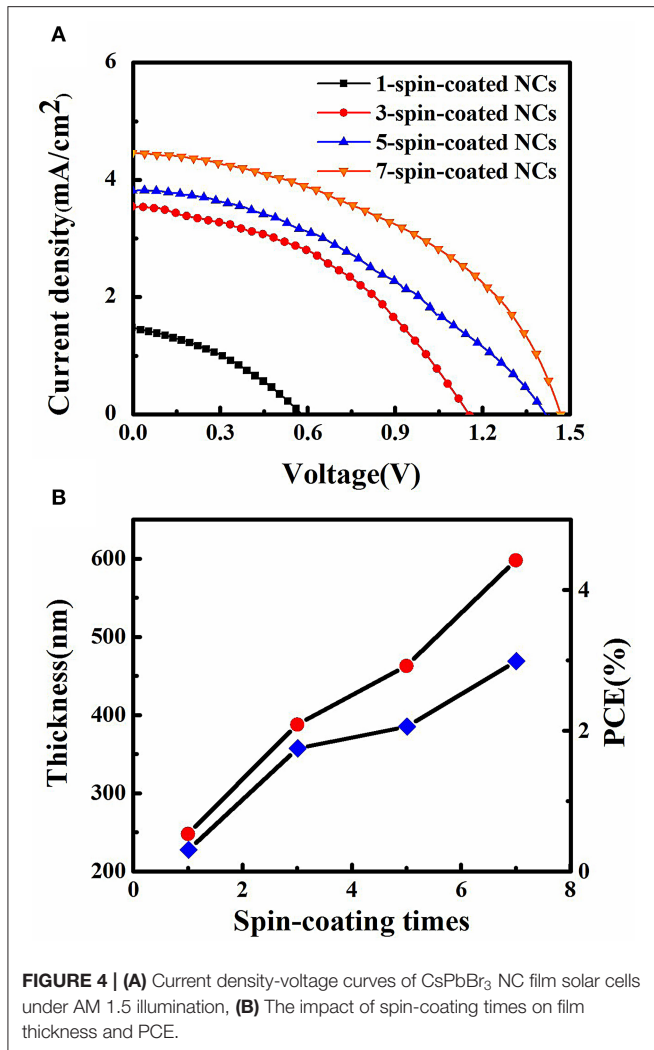 A
6
4
2
0
Current density(mA/cm²)
1-spin-coated NCs
3-spin-coated NCs
5-spin-coated NCs
7-spin-coated NCs
0.0 0.3 0.6 0.9 1.2 1.5
Voltage(V)
B
600
500
400
300
200
Thickness(nm)
4
2
0
PCE(%)
0 2 4 6 8
Spin-coating times
FIGURE 4 | (A) Current density-voltage curves of CsPbBr₃ NC film solar cells
under AM 1.5 illumination, (B) The impact of spin-coating times on film
thickness and PCE.